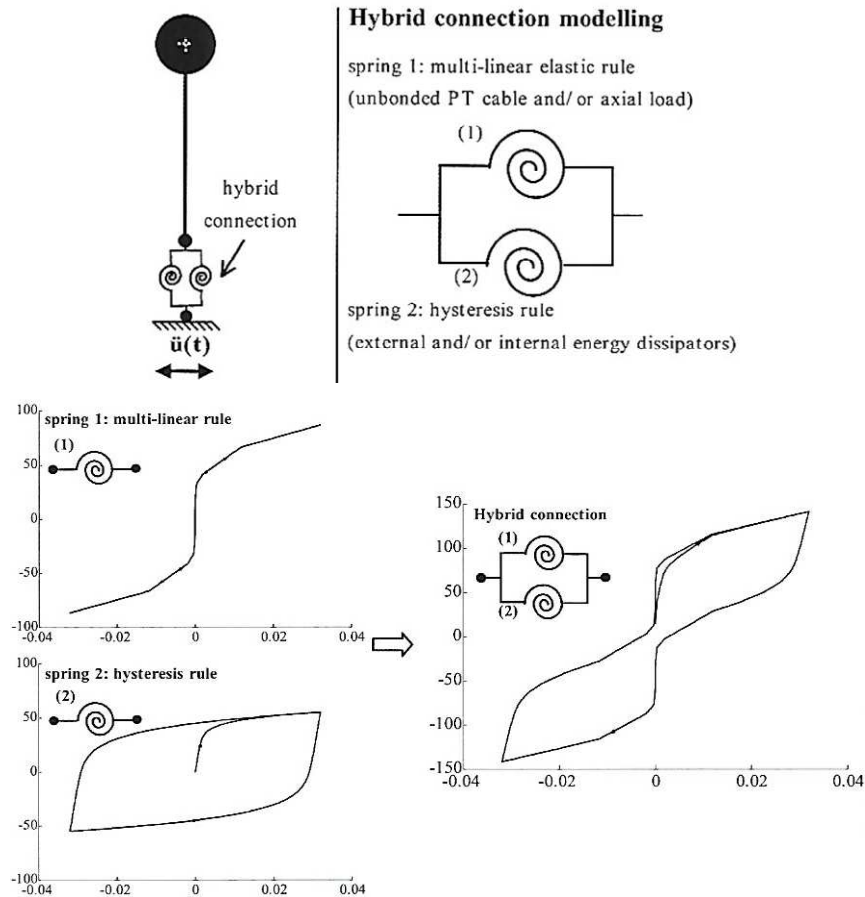 Hybrid connection modelling
spring 1: multi-linear elastic rule
(unbonded PT cable and/ or axial load)
(1)
(2)
spring 2: hysteresis rule
(external and/ or internal energy dissipators)
hybrid
connection
ü(t)
100
50
0
-50
-100
spring 1: multi-linear rule
(1)
-0.04 -0.02 0 0.02 0.04
100
50
0
-50
-100
spring 2: hysteresis rule
(2)
-0.04 -0.02 0 0.02 0.04
150
100
50
0
-50
-100
-150
Hybrid connection
(1)
(2)
-0.04 -0.02 0 0.02 0.04